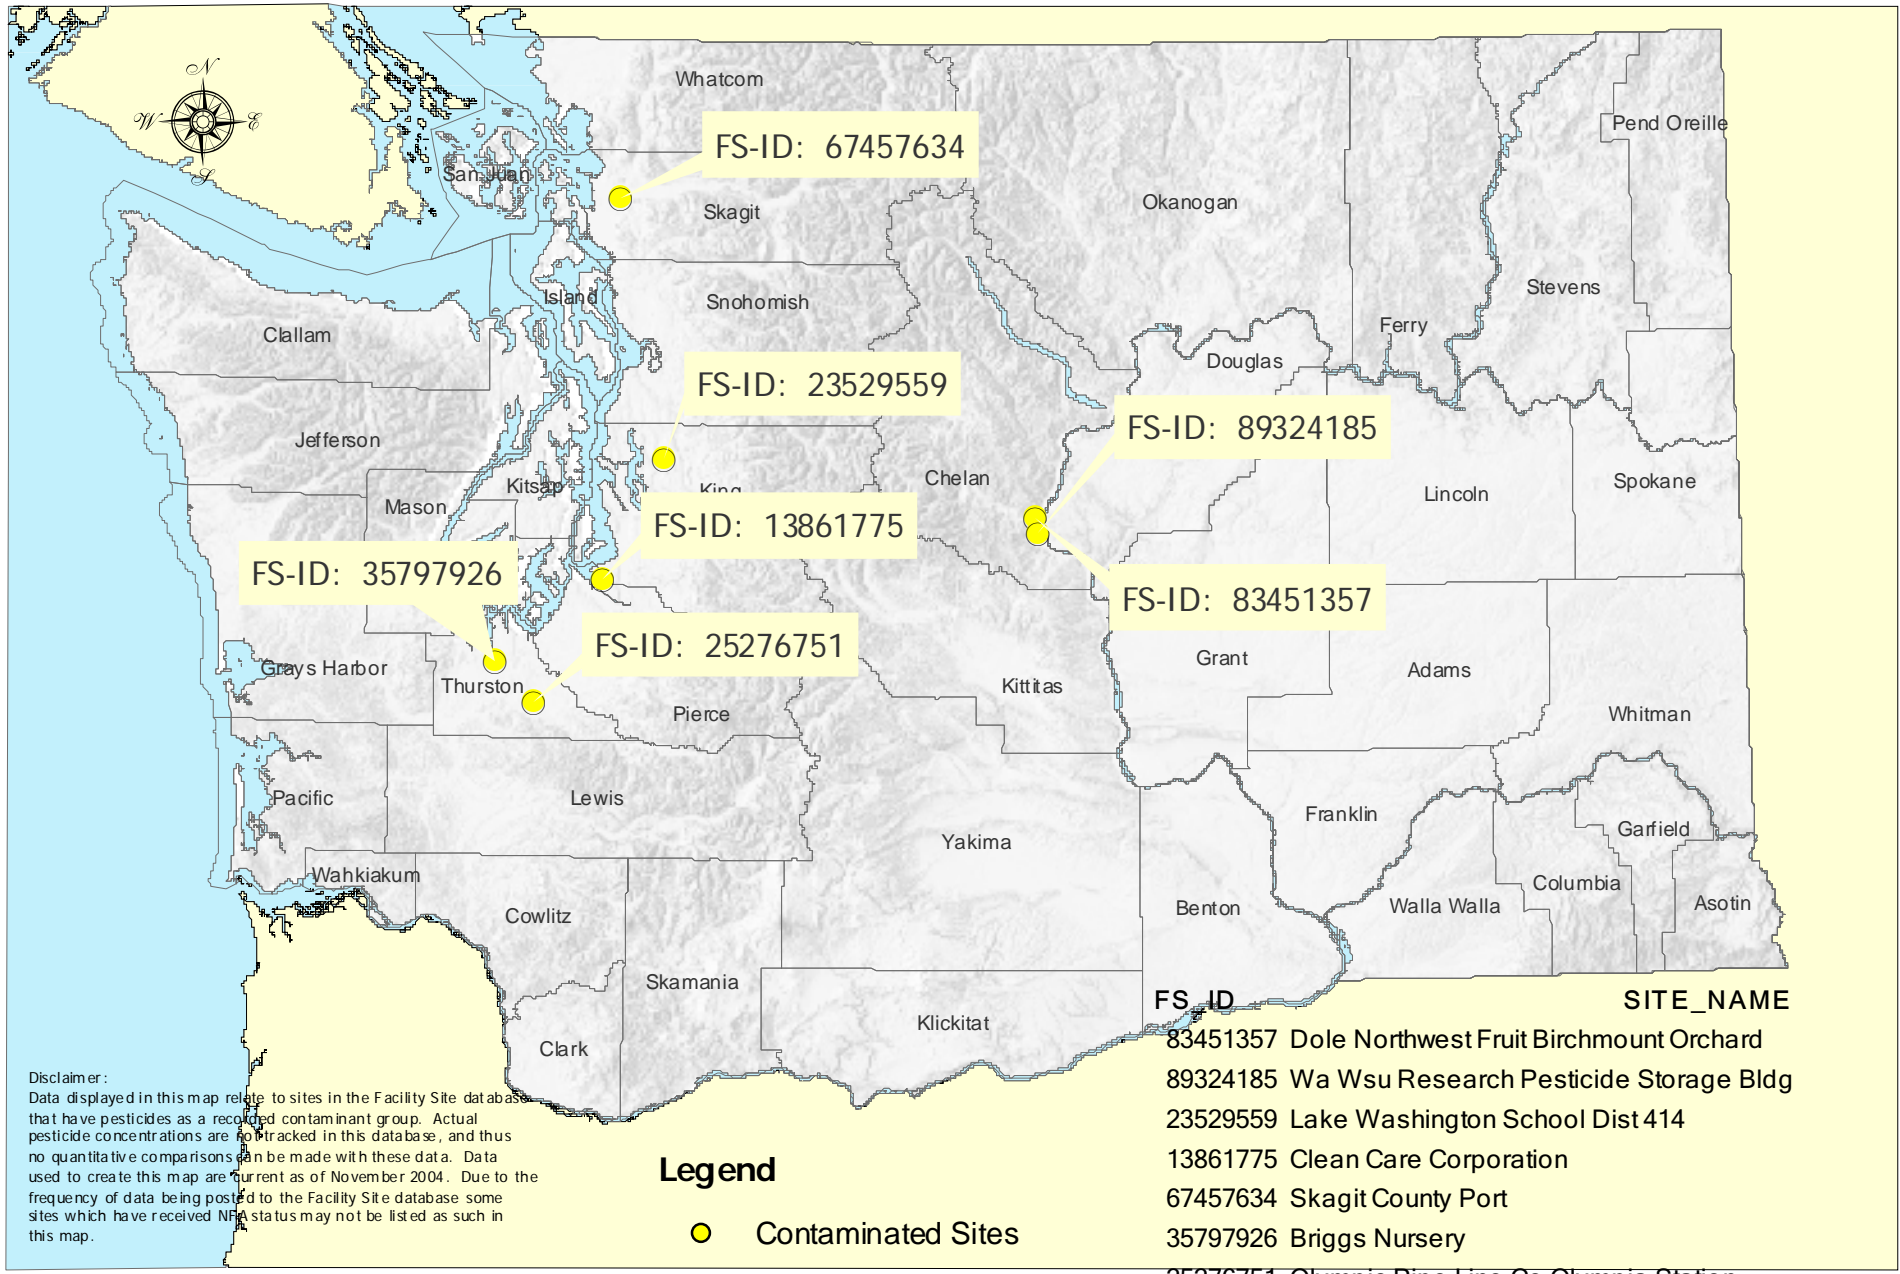 N
W
E
S
Whatcom
Pend Oreille
FS-ID: 67457634
San Juan
Skagit
Okanogan
Stevens
Island
Snohomish
Ferry
Clallam
Douglas
FS-ID: 23529559
FS-ID: 89324185
Jefferson
Chelan
Spokane
Kitsap
King
Lincoln
Mason
FS-ID: 13861775
FS-ID: 35797926
FS-ID: 83451357
FS-ID: 25276751
Grant
Grays Harbor
Adams
Thurston
Kittitas
Pierce
Whitman
Pacific
Lewis
Franklin
Garfield
Yakima
Wahkiakum
Columbia
Cowlitz
Benton
Walla Walla
Asotin
Skamania
Klickitat
Clark
FS_ID SITE_NAME
83451357 Dole Northwest Fruit Birchmount Orchard
89324185 Wa Wsu Research Pesticide Storage Bldg
23529559 Lake Washington School Dist 414
13861775 Clean Care Corporation
67457634 Skagit County Port
35797926 Briggs Nursery
25276751 Olympic Pipe Line Co Olympia Station
Disclaimer:
Data displayed in this map relate to sites in the Facility Site database
that have pesticides as a recorded contaminant group. Actual
pesticide concentrations are not tracked in this database, and thus
no quantitative comparisons can be made with these data. Data
used to create this map are current as of November 2004. Due to the
frequency of data being posted to the Facility Site database some
sites which have received NFA status may not be listed as such in
this map.
Legend
Contaminated Sites